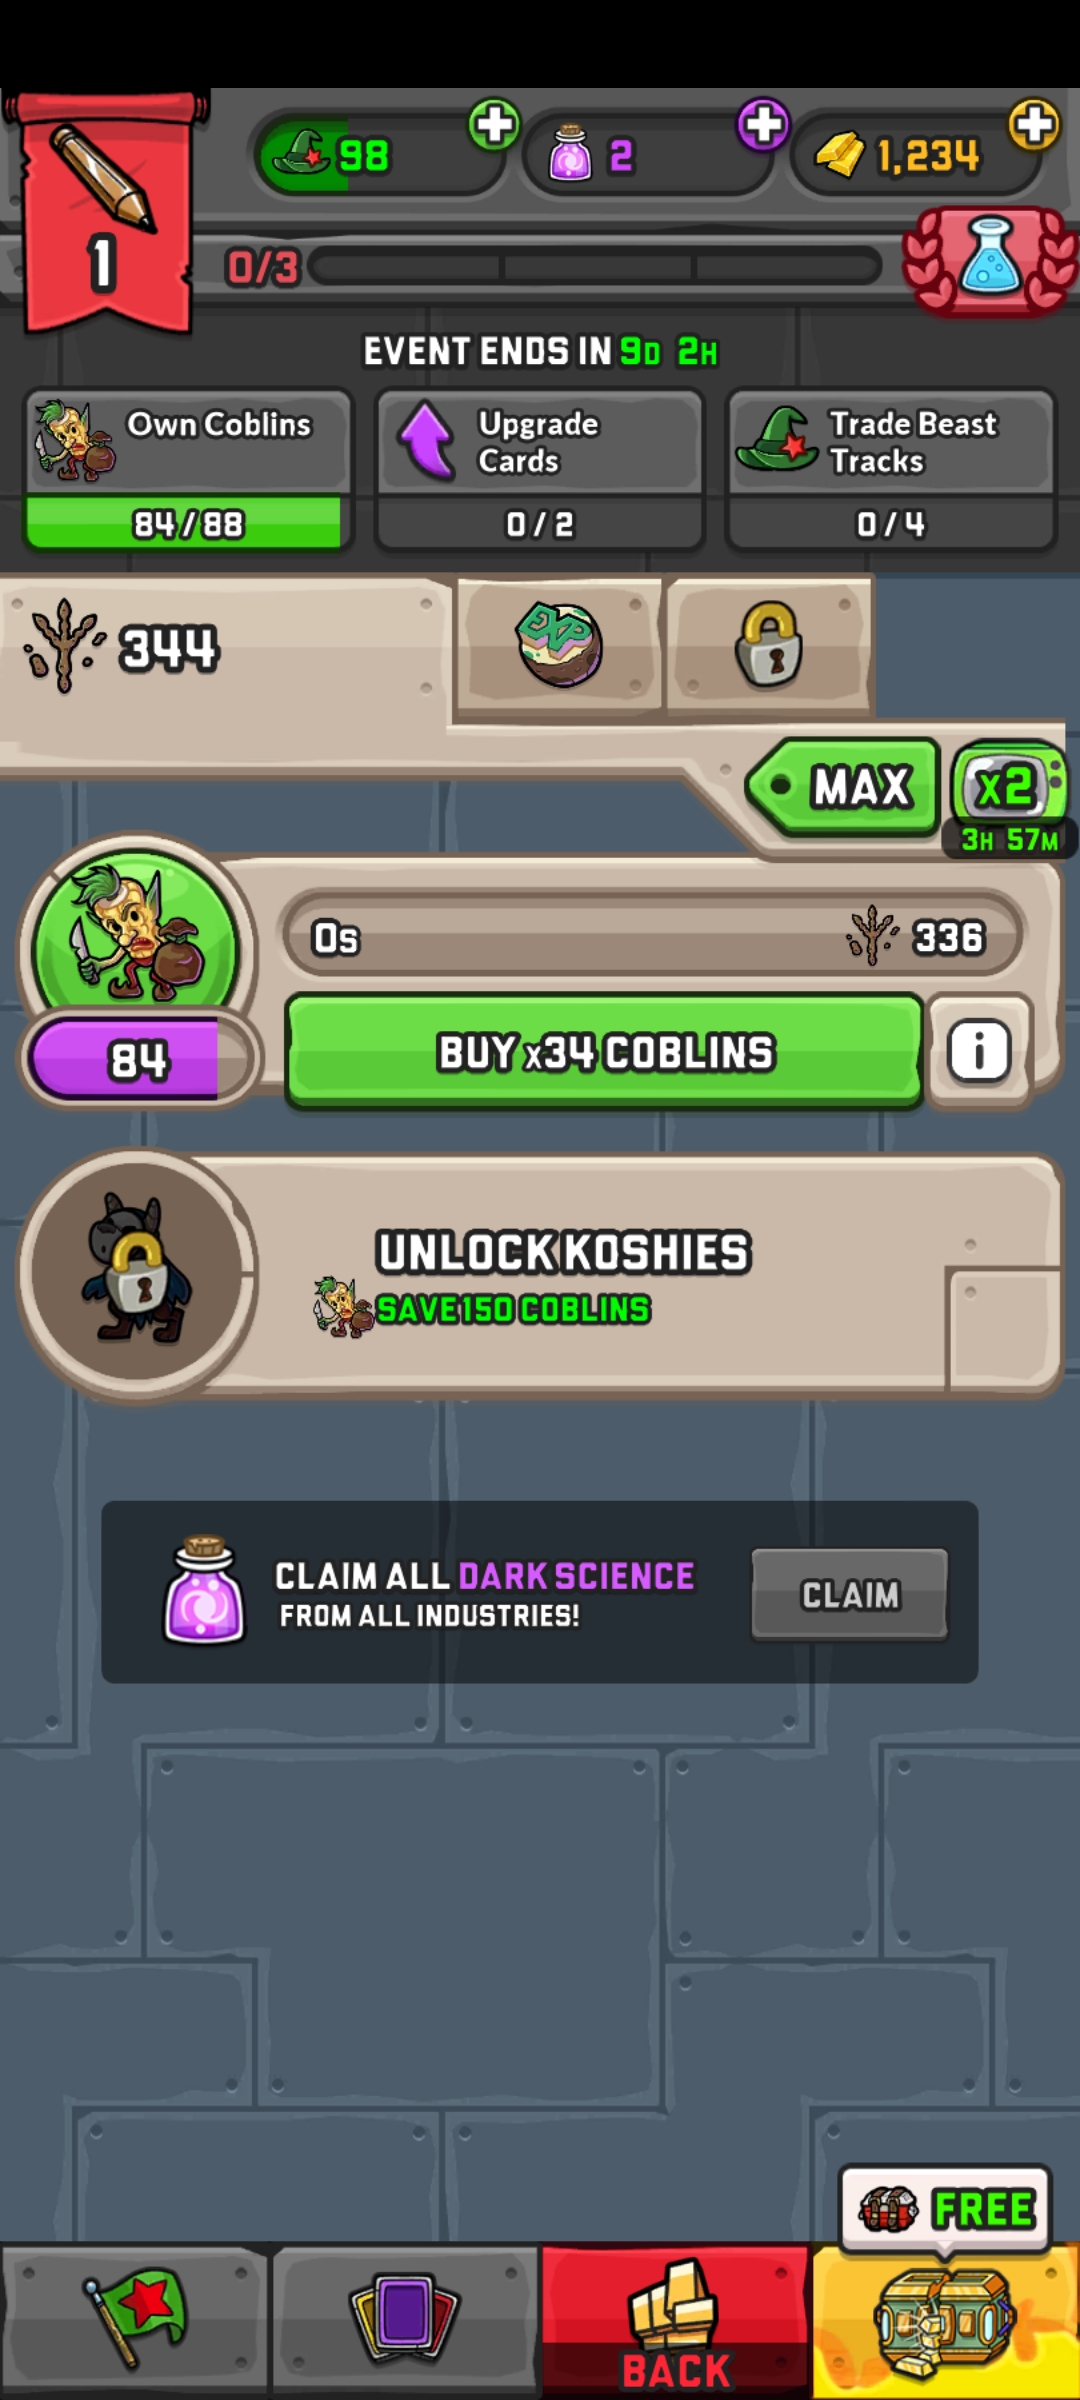 98
2
1,234
1
0/3
EVENT ENDS IN 9D 2H
Own Coblins
84/88
Upgrade
Cards
0/2
Trade Beast
Tracks
0/4
344
EXP
MAX
x2
3H 57M
0s
336
84
BUY x34 COBLINS
i
UNLOCK KOSHIES
SAVE 150 COBLINS
CLAIM ALL DARK SCIENCE
FROM ALL INDUSTRIES!
CLAIM
FREE
BACK